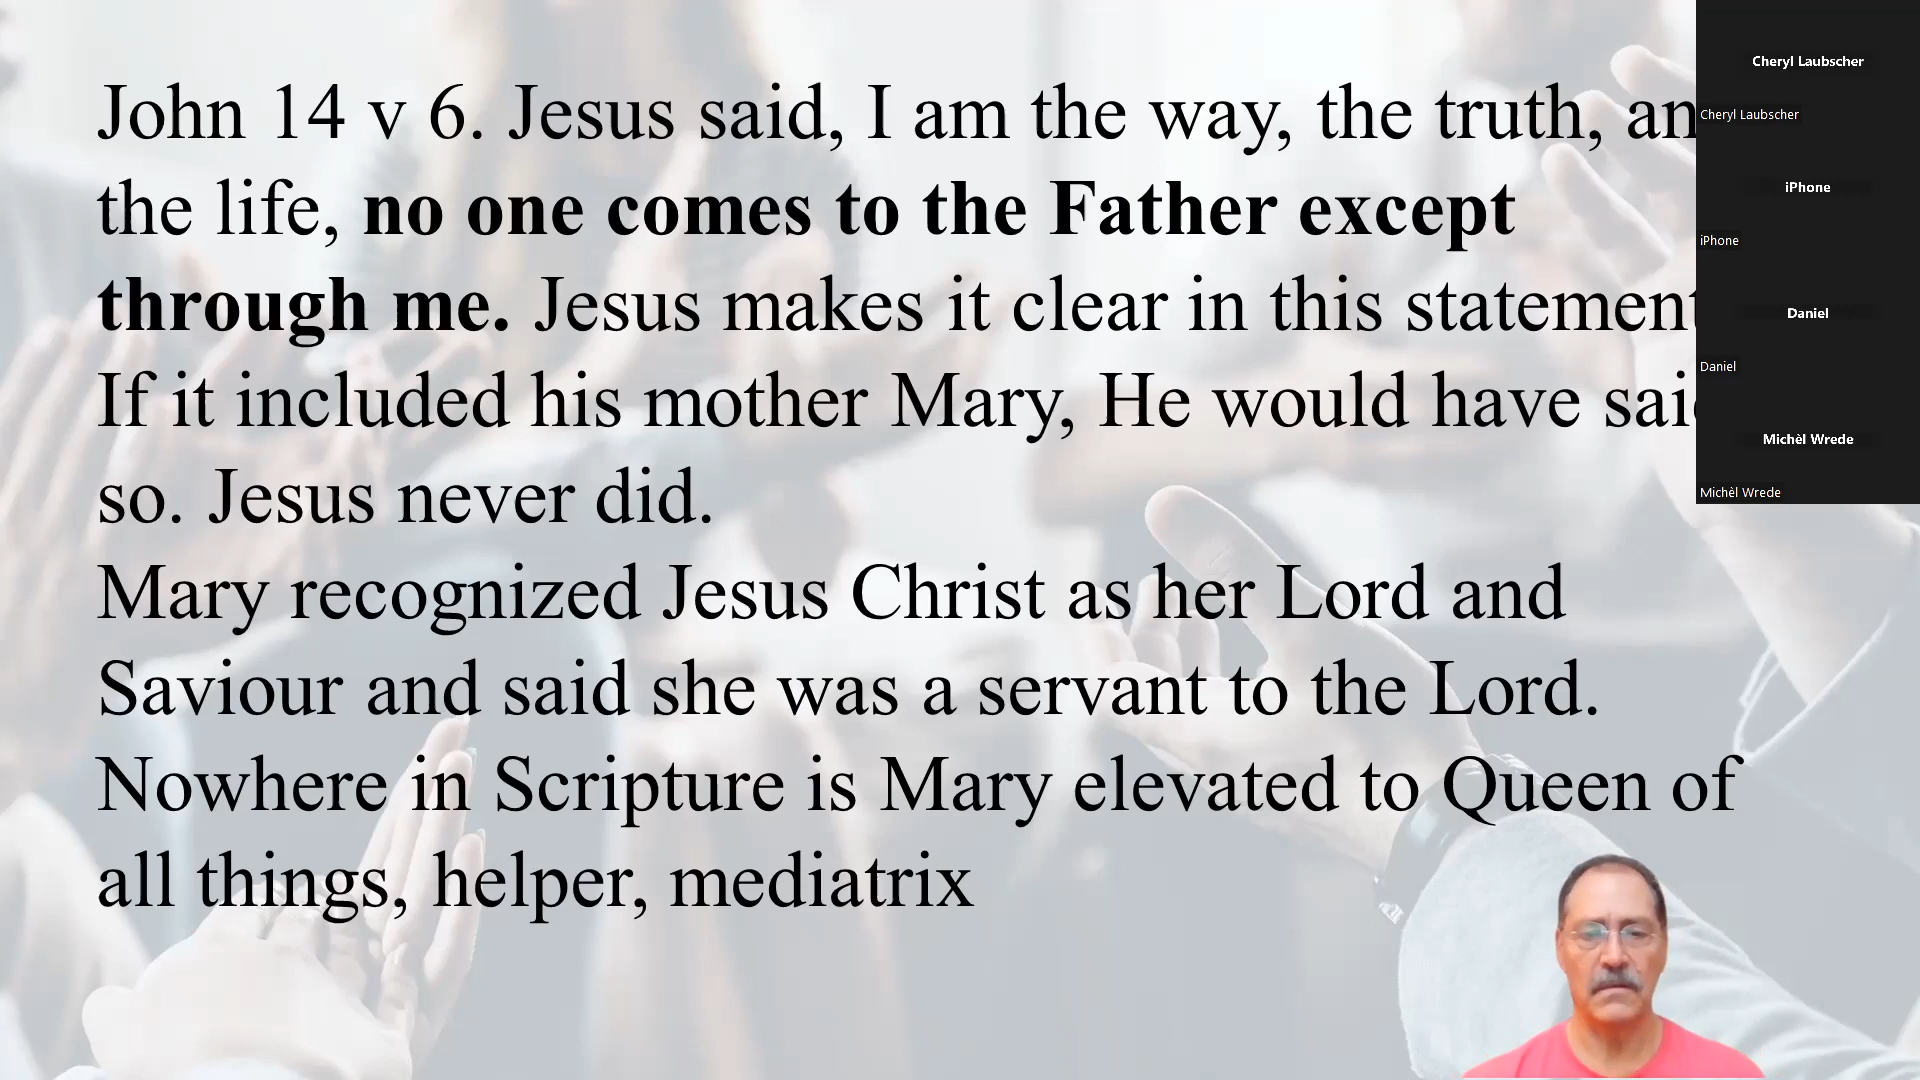 John 14 v 6. Jesus said, I am the way, the truth, an
the life, no one comes to the Father except
through me. Jesus makes it clear in this statement
If it included his mother Mary, He would have said
so. Jesus never did.
Mary recognized Jesus Christ as her Lord and
Saviour and said she was a servant to the Lord.
Nowhere in Scripture is Mary elevated to Queen of
all things, helper, mediatrix
Cheryl Laubscher
Cheryl Laubscher
iPhone
iPhone
Daniel
Daniel
Michèl Wrede
Michèl Wrede